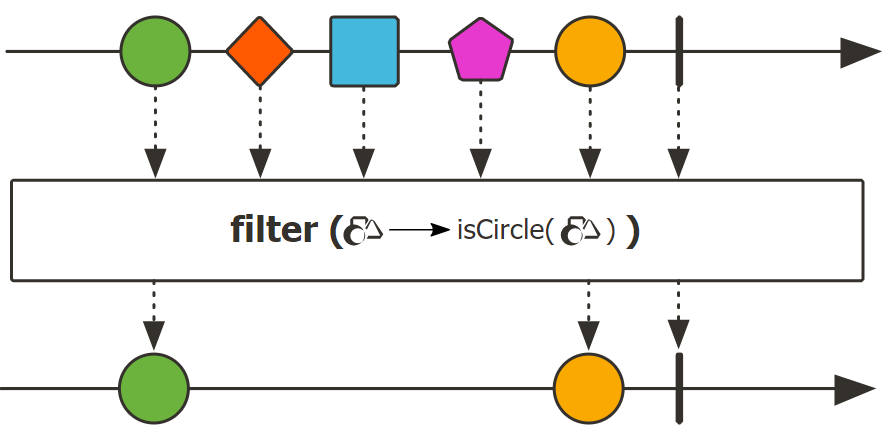 filter ( → isCircle( ) )